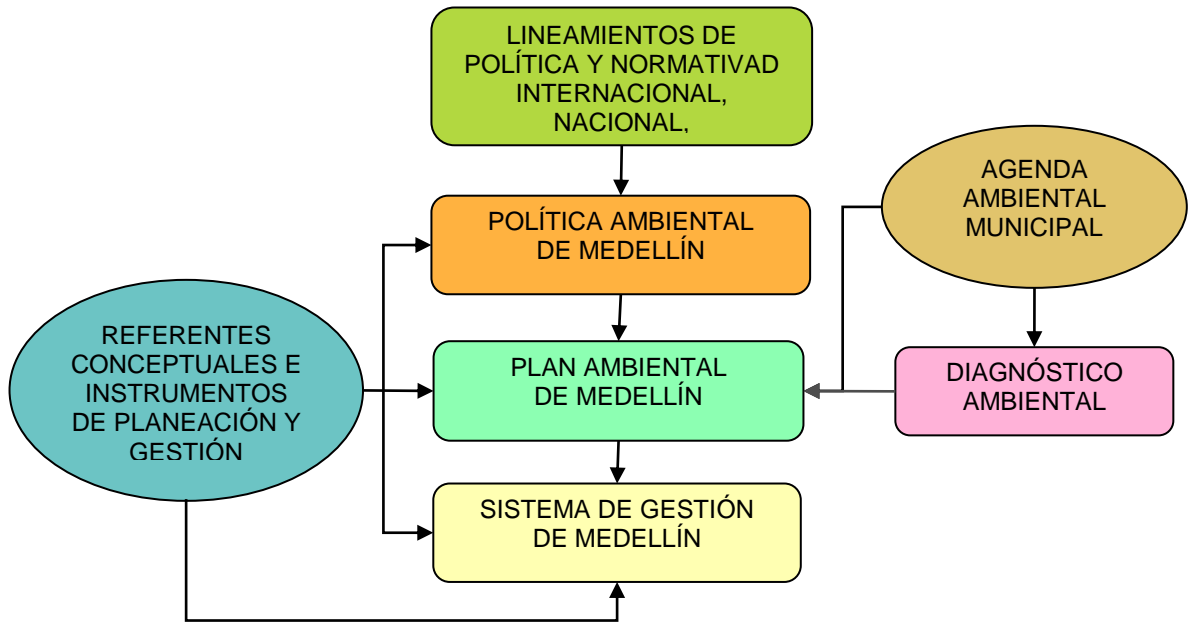 LINEAMIENTOS DE
POLÍTICA Y NORMATIVAD
INTERNACIONAL,
NACIONAL,
AGENDA
AMBIENTAL
MUNICIPAL
POLÍTICA AMBIENTAL
DE MEDELLÍN
REFERENTES
CONCEPTUALES E
INSTRUMENTOS
DE PLANEACIÓN Y
GESTIÓN
PLAN AMBIENTAL
DE MEDELLÍN
DIAGNÓSTICO
AMBIENTAL
SISTEMA DE GESTIÓN
DE MEDELLÍN